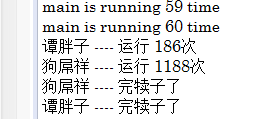 main is running 59 time
main is running 60 time
谭胖子 ---- 运行 186次
狗屌祥 ---- 运行 1188次
狗屌祥 ---- 完犊子了
谭胖子 ---- 完犊子了